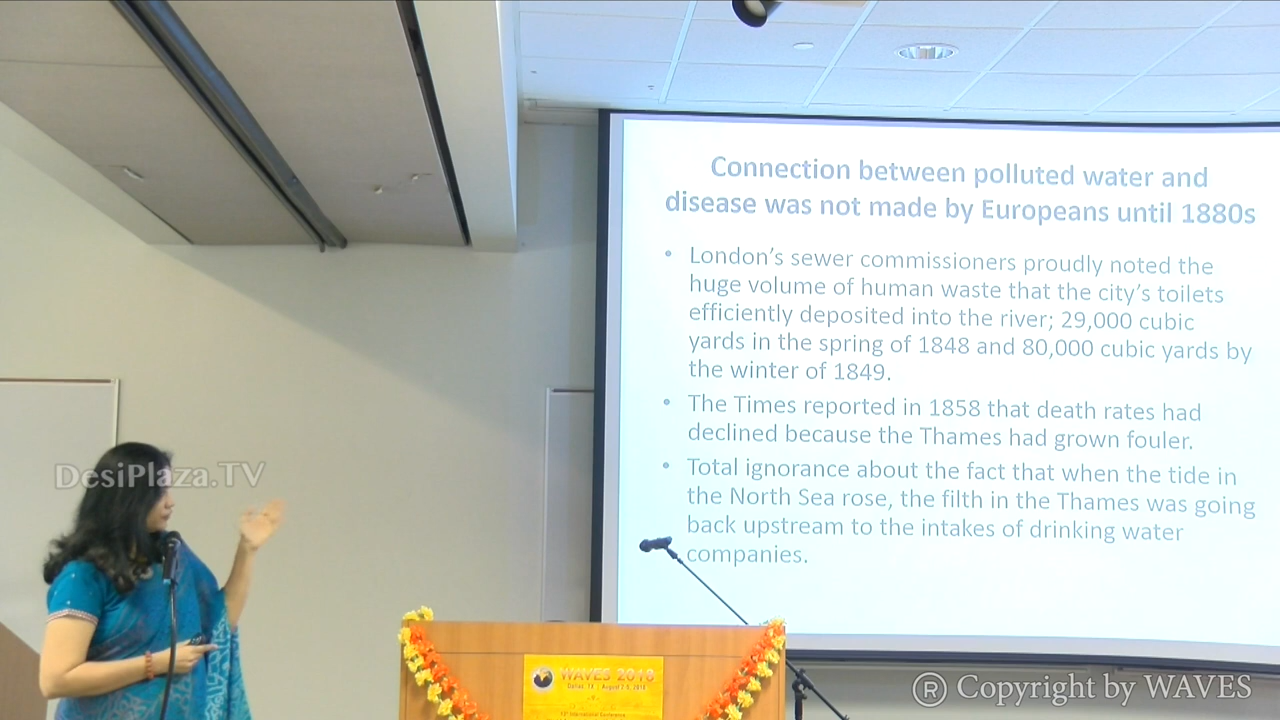 Connection between polluted water and
disease was not made by Europeans until 1880s
• London's sewer commissioners proudly noted the
huge volume of human waste that the city's toilets
efficiently deposited into the river; 29,000 cubic
yards in the spring of 1848 and 80,000 cubic yards by
the winter of 1849.
• The Times reported in 1858 that death rates had
declined because the Thames had grown fouler.
• Total ignorance about the fact that when the tide in
the North Sea rose, the filth in the Thames was going
back upstream to the intakes of drinking water
companies.
DesiPlaza.TV
WAVES 2018
Dallas, TX
International Conference
® Copyright by WAVES